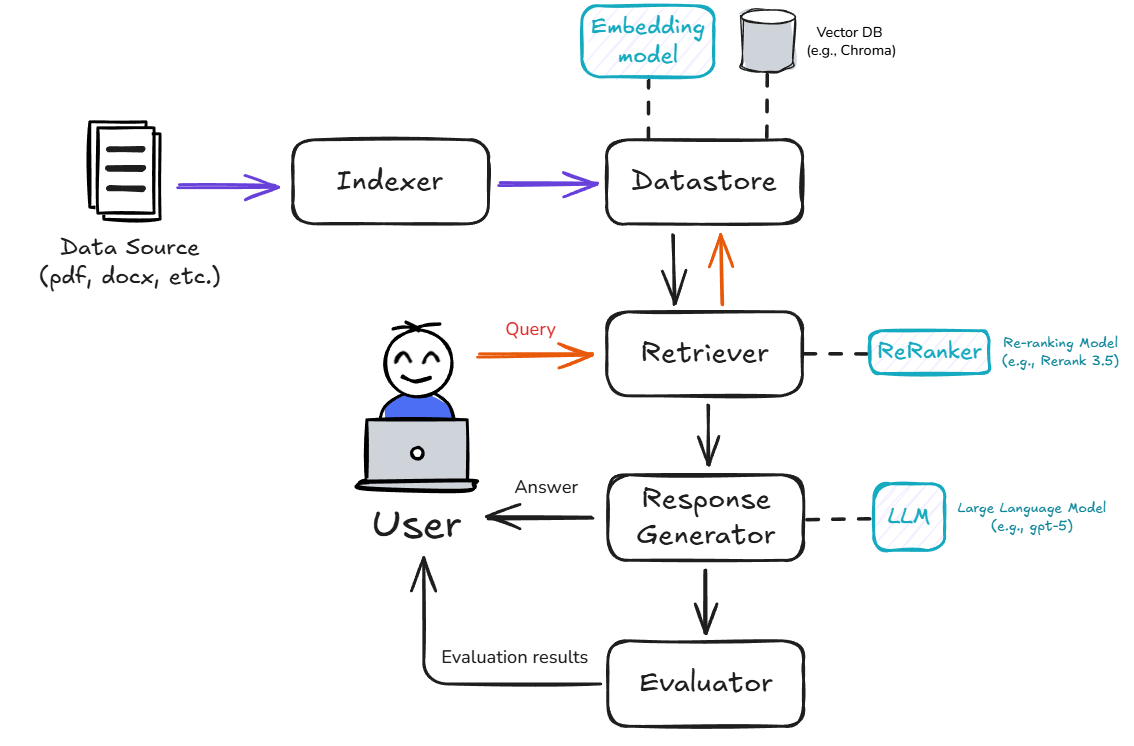 Embedding
model
Vector DB
(e.g., Chroma)
Indexer
Datastore
Data Source
(pdf, docx, etc.)
Query
Retriever
ReRanker
Re-ranking Model
(e.g., Rerank 3.5)
Answer
User
Response
Generator
LLM
Large Language Model
(e.g., gpt-5)
Evaluation results
Evaluator